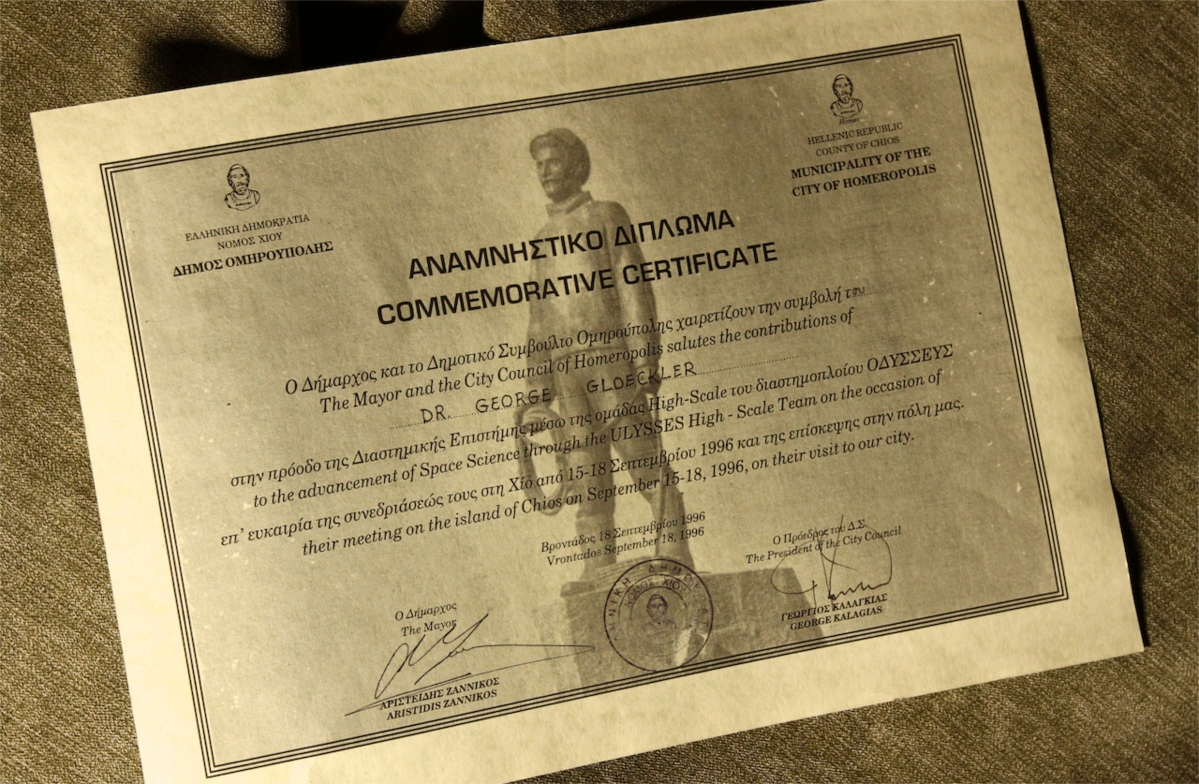 ΕΛΛΗΝΙΚΗ ΔΗΜΟΚΡΑΤΙΑ
ΝΟΜΟΣ ΧΙΟΥ
ΔΗΜΟΣ ΟΜΗΡΟΥΠΟΛΗΣ
Homer
HELLENIC REPUBLIC
COUNTY OF CHIOS
MUNICIPALITY OF THE
CITY OF HOMEROPOLIS
ΑΝΑΜΝΗΣΤΙΚΟ ΔΙΠΛΩΜΑ
COMMEMORATIVE CERTIFICATE
Ο Δήμαρχος και το Δημοτικό Συμβούλιο Ομηρούπολης χαιρετίζουν την συμβολή του
The Mayor and the City Council of Homeropolis salutes the contributions of
DR. GEORGE GLOECKLER
στην πρόοδο της Διαστημικής Επιστήμης μέσω της ομάδας High-Scale του διαστημοπλοίου ΟΔΥΣΣΕΥΣ
to the advancement of Space Science through the ULYSSES High - Scale Team on the occasion of
επ' ευκαιρία της συνεδριάσεώς τους στη Χίο από 15-18 Σεπτεμβρίου 1996 και της επίσκεψης στην πόλη μας.
their meeting on the island of Chios on September 15-18, 1996, on their visit to our city.
Βροντάδος 18 Σεπτεμβρίου 1996
Vrontados September 18, 1996
Ο Δήμαρχος
The Mayor
ΑΡΙΣΤΕΙΔΗΣ ΖΑΝΝΙΚΟΣ
ARISTIDIS ZANNIKOS
ΝΟΜΟΣ ΧΙΟΥ
Ο Πρόεδρος του Δ.Σ.
The President of the City Council
ΓΕΩΡΓΙΟΣ ΚΑΛΑΓΚΙΑΣ
GEORGE KALAGIAS